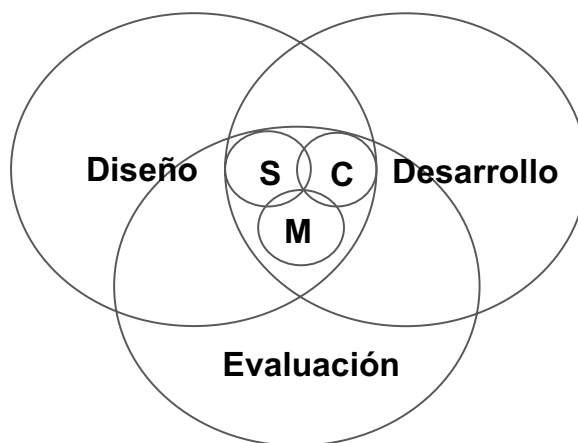 Diseño
S
C
Desarrollo
M
Evaluación